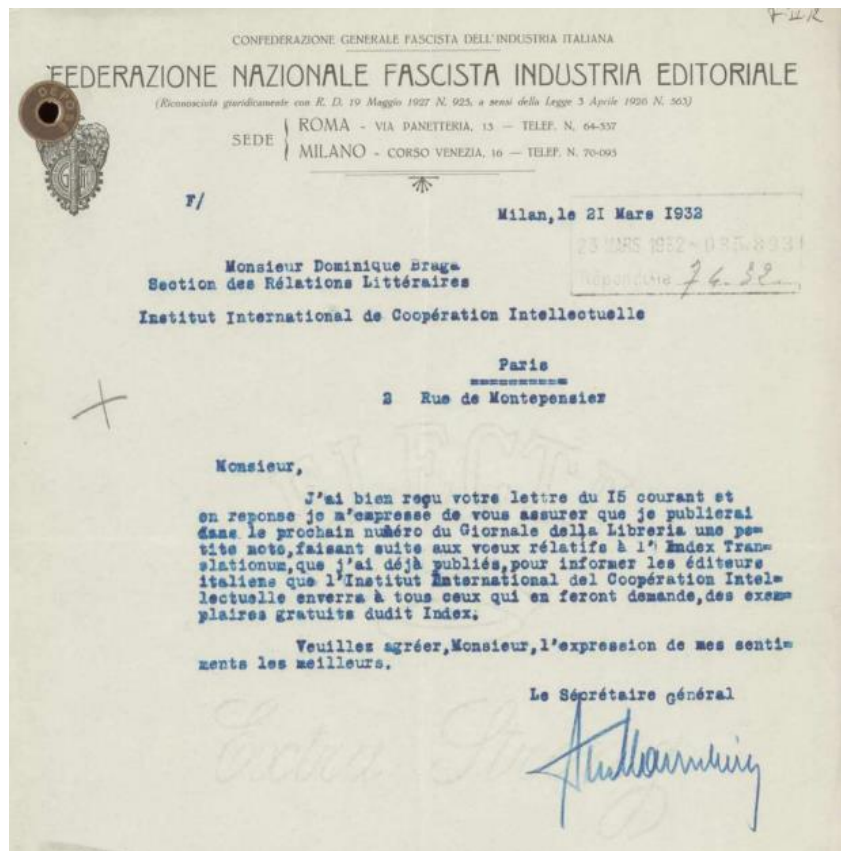 CONFEDERAZIONE GENERALE FASCISTA DELL'INDUSTRIA ITALIANA
FEDERAZIONE NAZIONALE FASCISTA INDUSTRIA EDITORIALE
(Riconosciuta giuridicamente con R. D. 19 Maggio 1927 N. 925, a sensi della Legge 3 Aprile 1926 N. 563)
SEDE
ROMA - VIA PANETTERIA, 13 — TELEF. N. 64-537
MILANO - CORSO VENEZIA, 16 — TELEF. N. 70-093
F/
Milan,le 21 Mars 1932
23 MARS 1932
Répondu le 7.4.32
Monsieur Dominique Braga
Section des Rélations Littéraires
Institut International de Coopération Intellectuelle
Paris
==========
2 Rue de Montepensier
Monsieur,
J'ai bien reçu votre lettre du I5 courant et
en reponse je m'empresse de vous assurer que je publierai
dans le prochain numéro du Giornale della Libreria une pe=
tite note,faisant suite aux voeux rélatifs à l' Index Tran=
slationum,que j'ai déjà publiés,pour informer les éditeurs
italiens que l'Institut International del Coopération Intel=
lectuelle enverra à tous ceux qui en feront demande,des exem=
plaires gratuits dudit Index.
Veuillez agréer,Monsieur,l'expression de mes senti=
ments les meilleurs.
Le Sécrétaire général
Extra